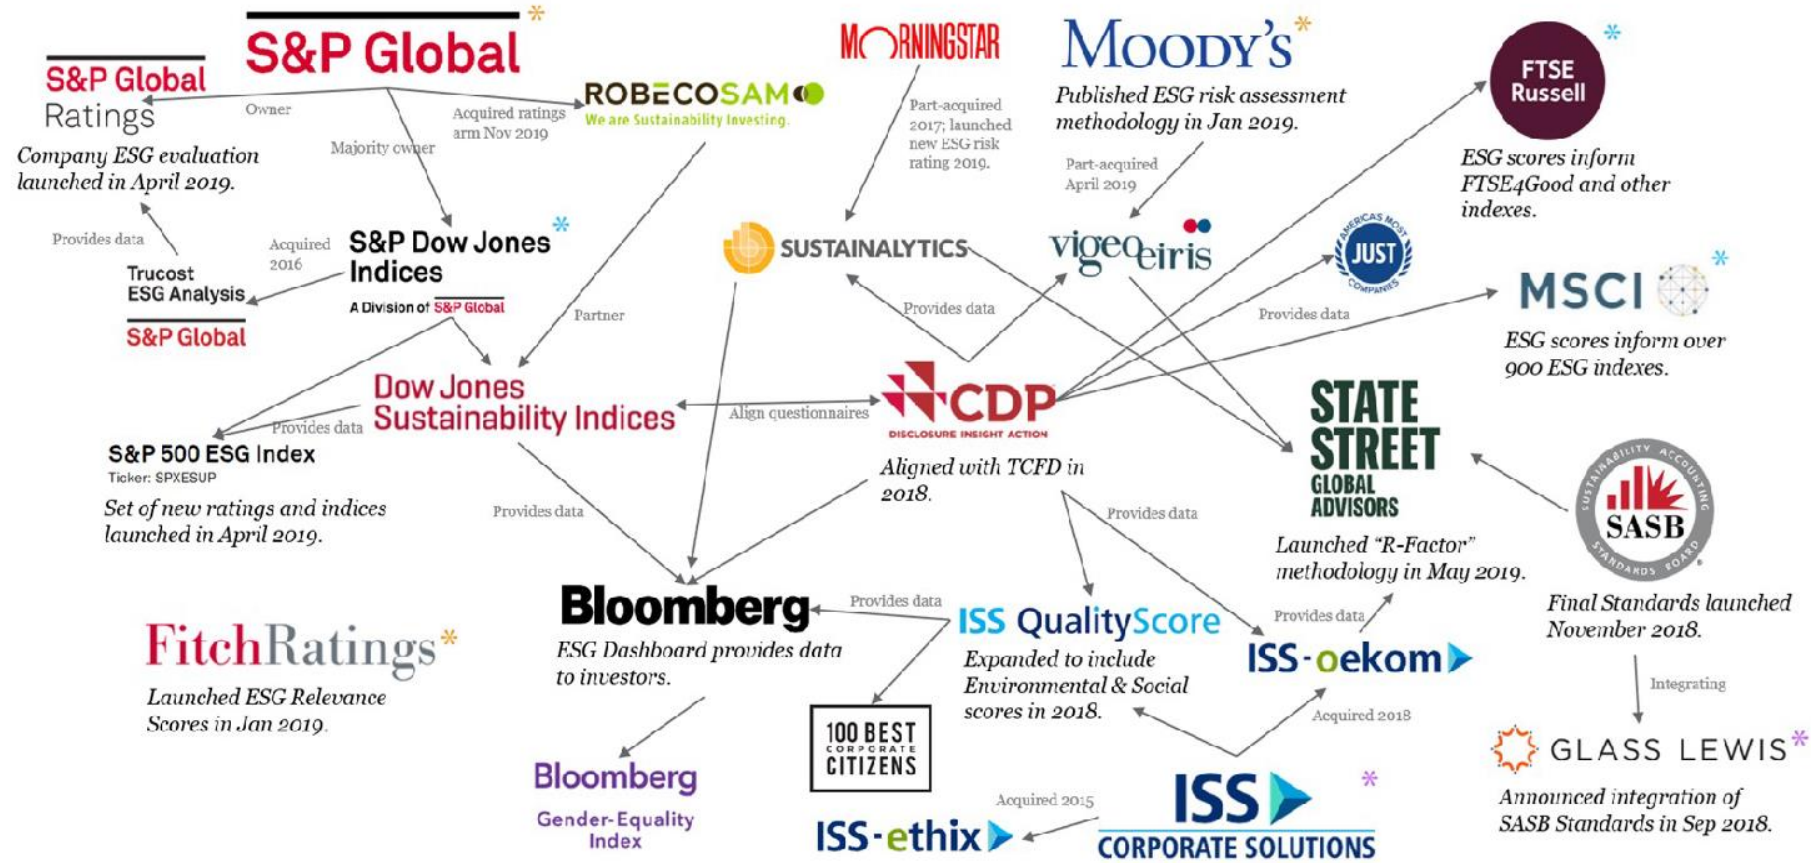 S&P Global
Ratings
Company ESG evaluation
launched in April 2019.
S&P Global
*
Owner
Majority owner
Acquired ratings
arm Nov 2019
ROBECOSAM
We are Sustainability Investing.
MORNINGSTAR
Part-acquired
2017; launched
new ESG risk
rating 2019.
MOODY'S*
Published ESG risk assessment
methodology in Jan 2019.
Part-acquired
April 2019
FTSE
Russell
*
ESG scores inform
FTSE4Good and other
indexes.
Provides data
Trucost
ESG Analysis
S&P Global
Acquired
2016
S&P Dow Jones
Indices
*
A Division of S&P Global
Partner
SUSTAINALYTICS
vigeoeiris
Provides data
AMERICA'S MOST
JUST
COMPANIES
Provides data
MSCI
*
ESG scores inform over
900 ESG indexes.
Dow Jones
Sustainability Indices
Provides data
S&P 500 ESG Index
Ticker: SPXESUP
Set of new ratings and indices
launched in April 2019.
Align questionnaires
CDP
DISCLOSURE INSIGHT ACTION
Aligned with TCFD in
2018.
STATE
STREET
GLOBAL
ADVISORS
Launched “R-Factor”
methodology in May 2019.
SUSTAINABILITY ACCOUNTING
SASB
STANDARDS BOARD
Final Standards launched
November 2018.
Provides data
Provides data
Bloomberg
ESG Dashboard provides data
to investors.
Provides data
ISS QualityScore
Expanded to include
Environmental & Social
scores in 2018.
Provides data
ISS-oekom
Acquired 2018
Integrating
FitchRatings*
Launched ESG Relevance
Scores in Jan 2019.
Bloomberg
Gender-Equality
Index
100 BEST
CORPORATE
CITIZENS
ISS-ethix
Acquired 2015
ISS
*
CORPORATE SOLUTIONS
GLASS LEWIS*
Announced integration of
SASB Standards in Sep 2018.